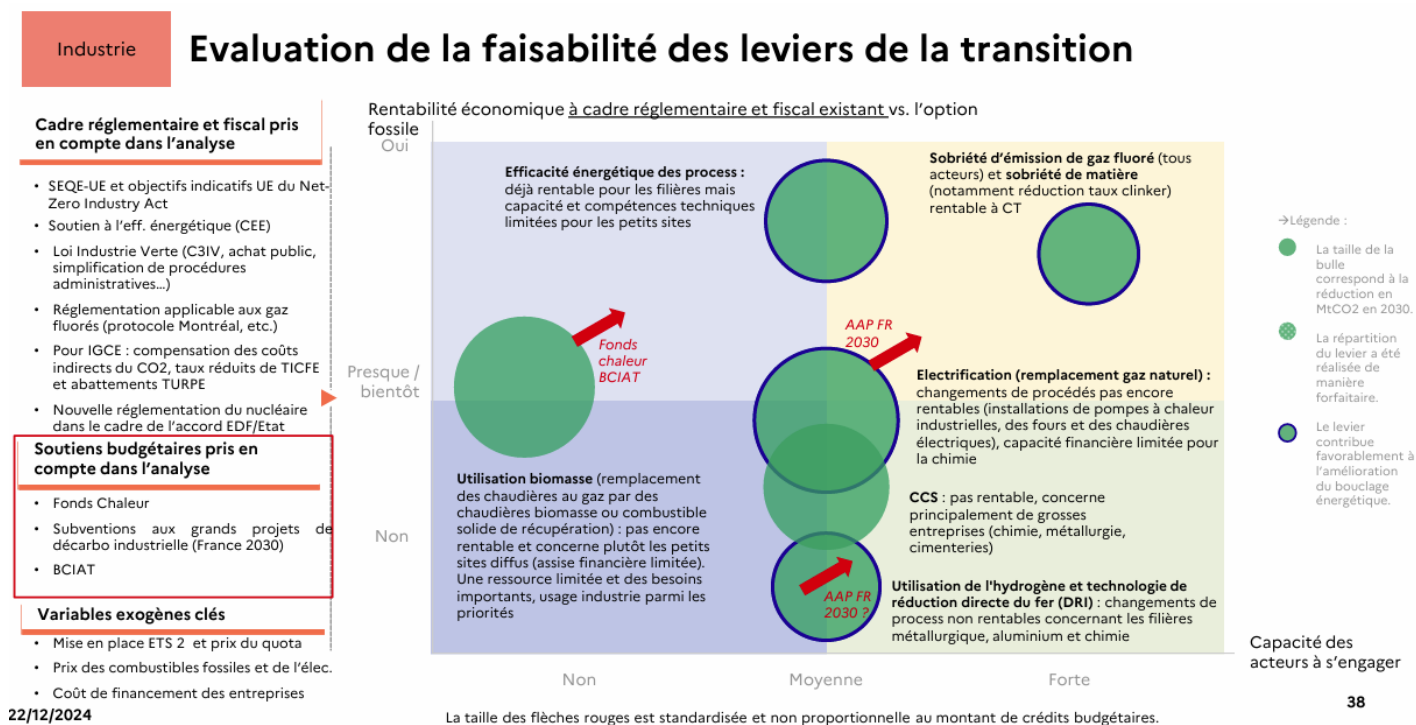 Industrie
Evaluation de la faisabilité des leviers de la transition
Cadre réglementaire et fiscal pris
en compte dans l'analyse
• SEQE-UE et objectifs indicatifs UE du Net-
Zero Industry Act
• Soutien à l'eff. énergétique (CEE)
• Loi Industrie Verte (C3IV, achat public,
simplification de procédures
administratives…)
• Réglementation applicable aux gaz
fluorés (protocole Montréal, etc.)
• Pour IGCE : compensation des coûts
indirects du CO2, taux réduits de TICFE
et abattements TURPE
• Nouvelle réglementation du nucléaire
dans le cadre de l'accord EDF/Etat
Soutiens budgétaires pris en
compte dans l'analyse
• Fonds Chaleur
• Subventions aux grands projets de
décarbo industrielle (France 2030)
• BCIAT
Variables exogènes clés
• Mise en place ETS 2 et prix du quota
• Prix des combustibles fossiles et de l'élec.
• Coût de financement des entreprises
22/12/2024
Rentabilité économique à cadre réglementaire et fiscal existant vs. l'option
fossile
Oui
Presque /
bientôt
Non
Efficacité énergétique des process :
déjà rentable pour les filières mais
capacité et compétences techniques
limitées pour les petits sites
Sobriété d'émission de gaz fluoré (tous
acteurs) et sobriété de matière
(notamment réduction taux clinker)
rentable à CT
Fonds
chaleur
BCIAT
AAP FR
2030
Electrification (remplacement gaz naturel) :
changements de procédés pas encore
rentables (installations de pompes à chaleur
industrielles, des fours et des chaudières
électriques), capacité financière limitée pour
la chimie
Utilisation biomasse (remplacement
des chaudières au gaz par des
chaudières biomasse ou combustible
solide de récupération) : pas encore
rentable et concerne plutôt les petits
sites diffus (assise financière limitée).
Une ressource limitée et des besoins
importants, usage industrie parmi les
priorités
CCS : pas rentable, concerne
principalement de grosses
entreprises (chimie, métallurgie,
cimenteries)
AAP FR
2030 ?
Utilisation de l'hydrogène et technologie de
réduction directe du fer (DRI) : changements de
process non rentables concernant les filières
métallurgique, aluminium et chimie
Non
Moyenne
Forte
Capacité des
acteurs à s'engager
→Légende :
La taille de la
bulle
correspond à la
réduction en
MtCO2 en 2030.
La répartition
du levier a été
réalisée de
manière
forfaitaire.
Le levier
contribue
favorablement à
l'amélioration
du bouclage
énergétique.
La taille des flèches rouges est standardisée et non proportionnelle au montant de crédits budgétaires.
38